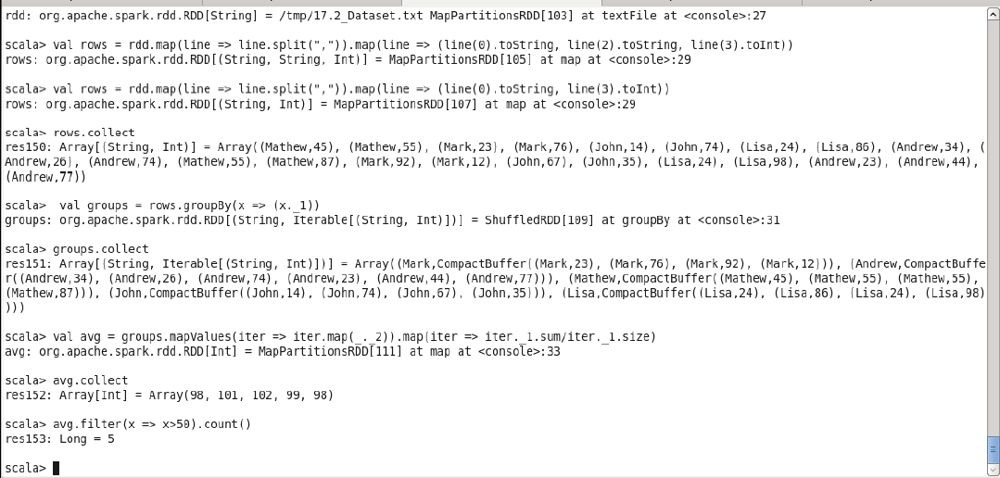 rdd: org.apache.spark.rdd.RDD[String] = /tmp/17.2_Dataset.txt MapPartitionsRDD[103] at textFile at <console>:27
scala> val rows = rdd.map(line => line.split(",")).map(line => (line(0).toString, line(2).toString, line(3).toInt))
rows: org.apache.spark.rdd.RDD[(String, String, Int)] = MapPartitionsRDD[105] at map at <console>:29
scala> val rows = rdd.map(line => line.split(",")).map(line => (line(0).toString, line(3).toInt))
rows: org.apache.spark.rdd.RDD[(String, Int)] = MapPartitionsRDD[107] at map at <console>:29
scala> rows.collect
res150: Array[(String, Int)] = Array((Mathew,45), (Mathew,55), (Mark,23), (Mark,76), (John,14), (John,74), (Lisa,24), (Lisa,86), (Andrew,34), (
Andrew,26), (Andrew,74), (Mathew,55), (Mathew,87), (Mark,92), (Mark,12), (John,67), (John,35), (Lisa,24), (Lisa,98), (Andrew,23), (Andrew,44),
(Andrew,77))
scala>  val groups = rows.groupBy(x => (x._1))
groups: org.apache.spark.rdd.RDD[(String, Iterable[(String, Int)])] = ShuffledRDD[109] at groupBy at <console>:31
scala> groups.collect
res151: Array[(String, Iterable[(String, Int)])] = Array((Mark,CompactBuffer((Mark,23), (Mark,76), (Mark,92), (Mark,12))), (Andrew,CompactBuffe
r((Andrew,34), (Andrew,26), (Andrew,74), (Andrew,23), (Andrew,44), (Andrew,77))), (Mathew,CompactBuffer((Mathew,45), (Mathew,55), (Mathew,55),
(Mathew,87))), (John,CompactBuffer((John,14), (John,74), (John,67), (John,35))), (Lisa,CompactBuffer((Lisa,24), (Lisa,86), (Lisa,24), (Lisa,98)
)))
scala> val avg = groups.mapValues(iter => iter.map(_._2)).map(iter => iter._1.sum/iter._1.size)
avg: org.apache.spark.rdd.RDD[Int] = MapPartitionsRDD[111] at map at <console>:33
scala> avg.collect
res152: Array[Int] = Array(98, 101, 102, 99, 98)
scala> avg.filter(x => x>50).count()
res153: Long = 5
scala>